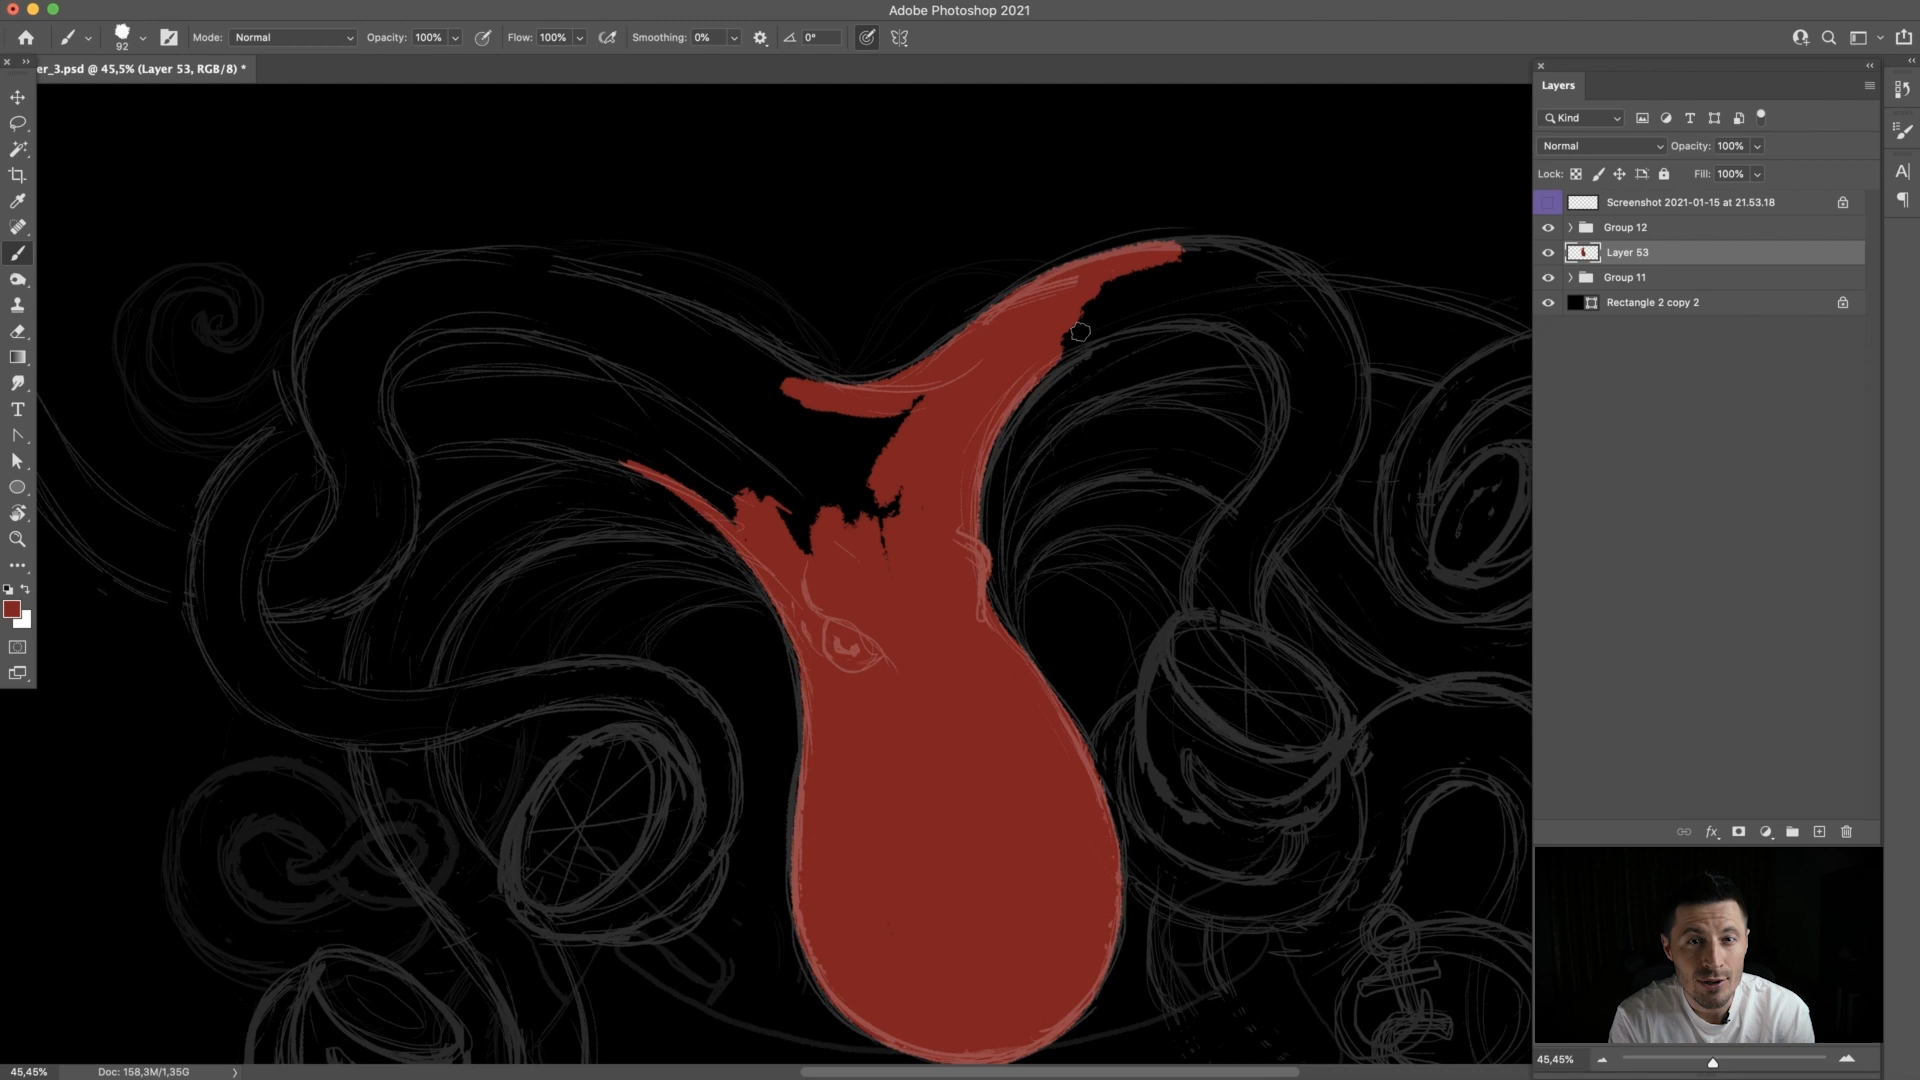 Adobe Photoshop 2021
92
Mode: Normal Opacity: 100% Flow: 100% Smoothing: 0% 0°
er_3.psd @ 45,5% (Layer 53, RGB/8) *
Layers
Kind
Normal Opacity: 100%
Lock: Fill: 100%
Screenshot 2021-01-15 at 21.53.18
Group 12
Layer 53
Group 11
Rectangle 2 copy 2
fx
45,45%
45,45% Doc: 158,3M/1,35G